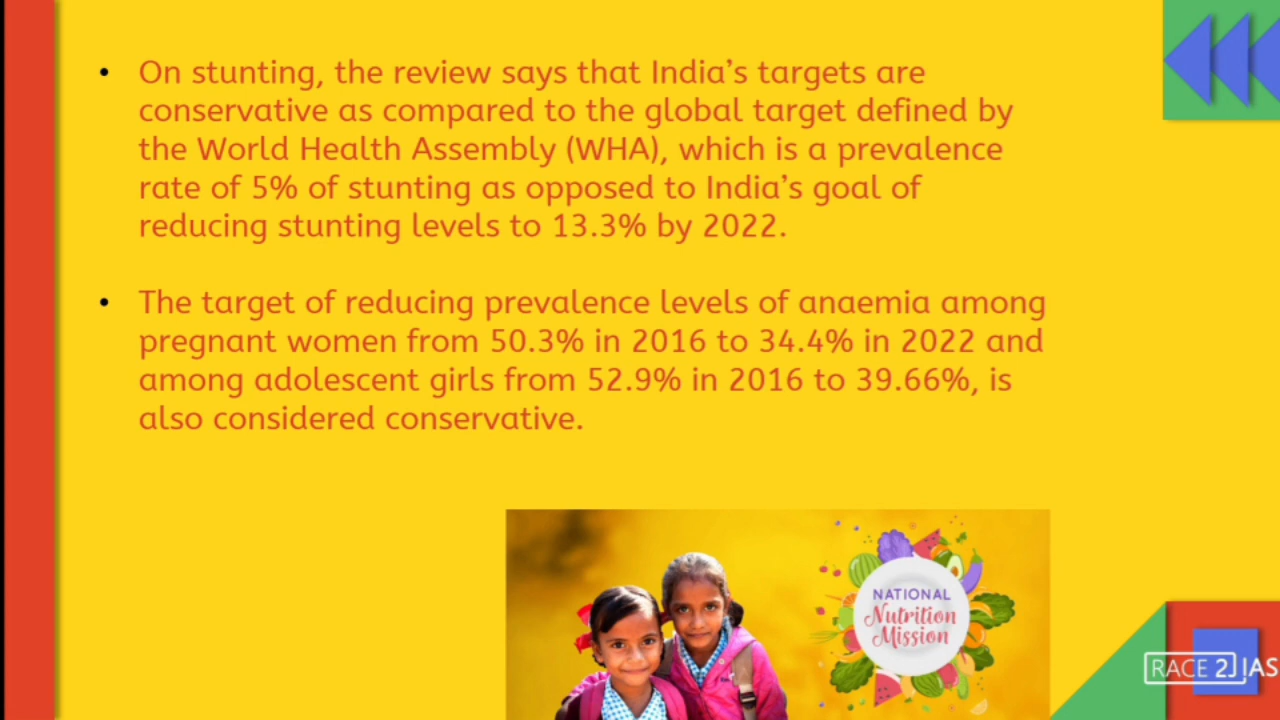 • On stunting, the review says that India's targets are
conservative as compared to the global target defined by
the World Health Assembly (WHA), which is a prevalence
rate of 5% of stunting as opposed to India's goal of
reducing stunting levels to 13.3% by 2022.
• The target of reducing prevalence levels of anaemia among
pregnant women from 50.3% in 2016 to 34.4% in 2022 and
among adolescent girls from 52.9% in 2016 to 39.66%, is
also considered conservative.
NATIONAL
Nutrition
Mission
RACE 2 IAS